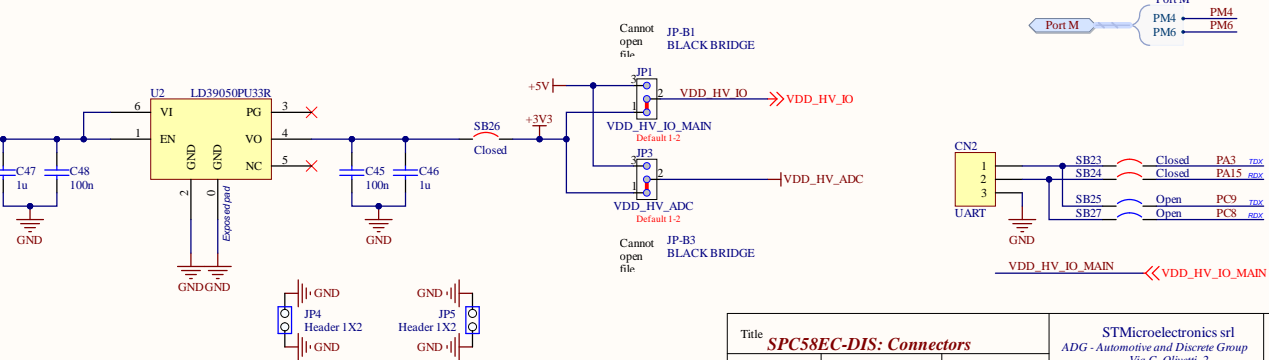 Port M
PM4
PM6
Port M
PM4
PM6
Cannot
open
file
JP-B1
BLACK BRIDGE
U2
LD39050PU33R
6
VI
PG
3
1
EN
VO
4
NC
5
GND
GND
2
0
Exposed pad
C47
1u
C48
100n
GND
GND GND
C45
100n
C46
1u
GND
SB26
Closed
+5V
+3V3
JP1
3
2
1
VDD_HV_IO
VDD_HV_IO
VDD_HV_IO_MAIN
Default 1-2
JP3
3
2
1
VDD_HV_ADC
VDD_HV_ADC
Default 1-2
Cannot
open
file
JP-B3
BLACK BRIDGE
CN2
1
2
3
UART
GND
SB23
Closed
PA3
TDX
SB24
Closed
PA15
RDX
SB25
Open
PC9
TDX
SB27
Open
PC8
RDX
VDD_HV_IO_MAIN
VDD_HV_IO_MAIN
GND
JP4
Header 1X2
GND
GND
JP5
Header 1X2
GND
Title
SPC58EC-DIS: Connectors
STMicroelectronics srl
ADG - Automotive and Discrete Group
Via C. Olivetti, 2